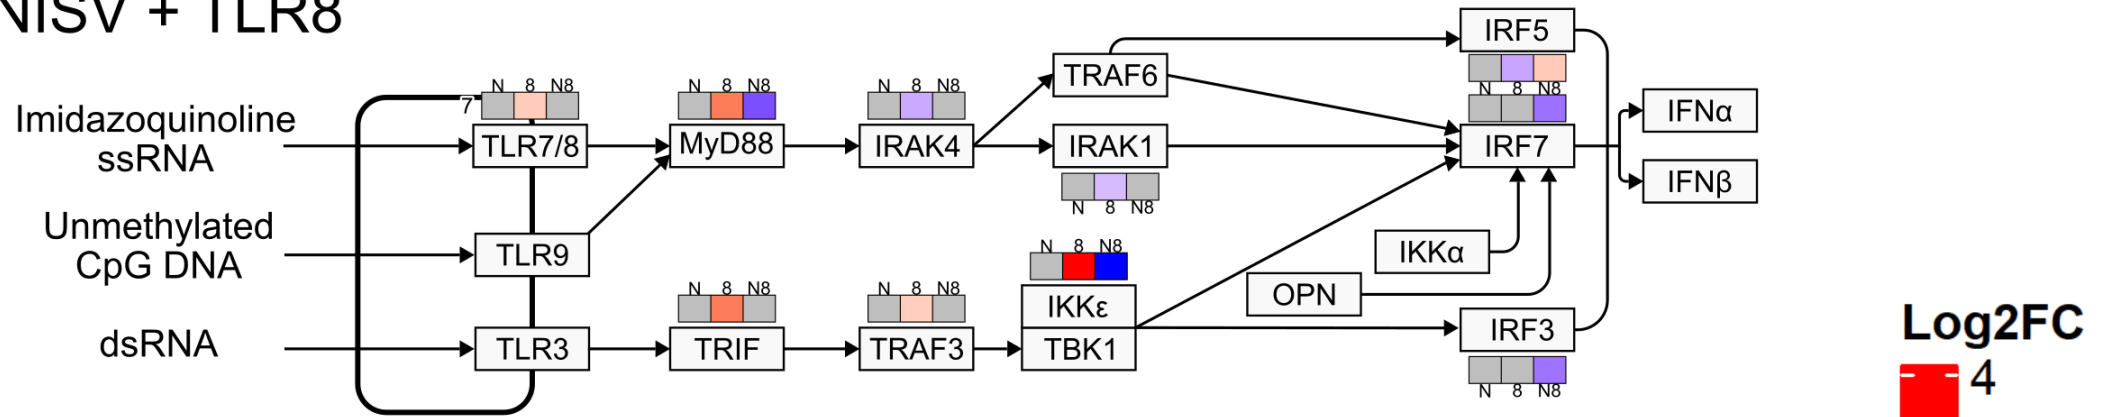 NISV + TLR8
Imidazoquinoline
ssRNA
Unmethylated
CpG DNA
dsRNA
7
N 8 N8
TLR7/8
TLR9
TLR3
N 8 N8
MyD88
N 8 N8
TRIF
N 8 N8
IRAK4
N 8 N8
TRAF3
TRAF6
IRAK1
N 8 N8
N 8 N8
IKKε
TBK1
IRF5
N 8 N8
IRF7
IKKα
OPN
IRF3
N 8 N8
IFNα
IFNβ
Log2FC
4